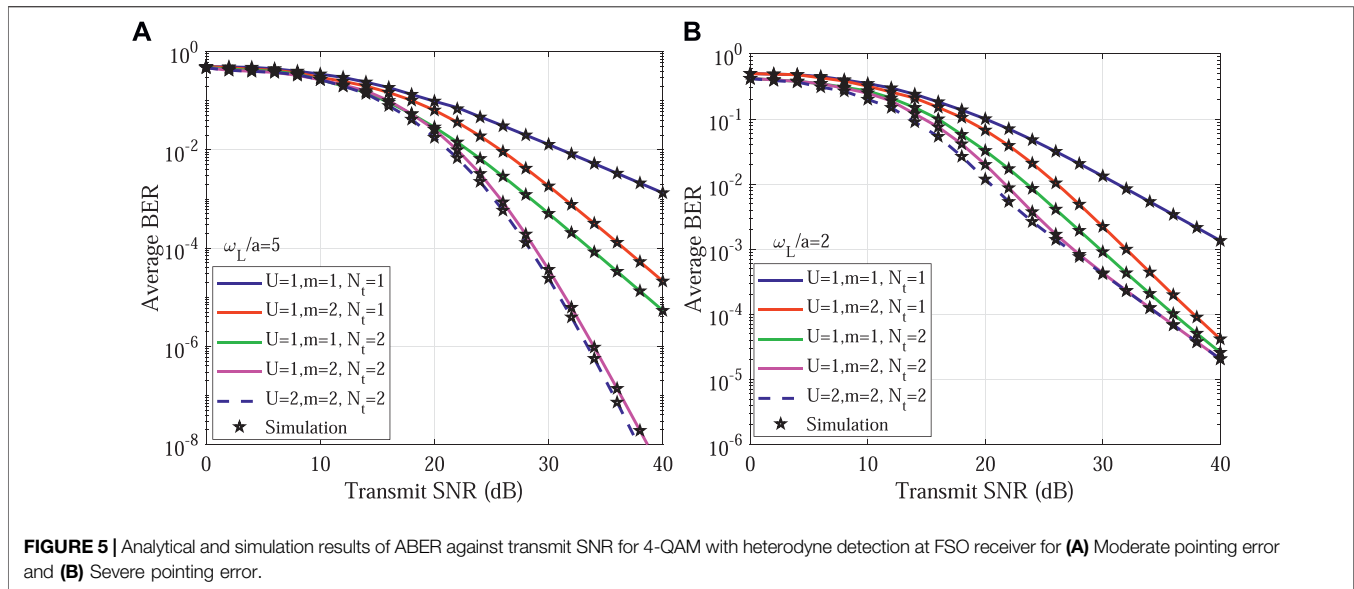 A
10^0
10^-2
10^-4
10^-6
10^-8
Average BER
ω_L/a=5
U=1,m=1, N_t=1
U=1,m=2, N_t=1
U=1,m=1, N_t=2
U=1,m=2, N_t=2
U=2,m=2, N_t=2
Simulation
0 10 20 30 40
Transmit SNR (dB)
B
10^0
10^-1
10^-2
10^-3
10^-4
10^-5
10^-6
Average BER
ω_L/a=2
U=1,m=1, N_t=1
U=1,m=2, N_t=1
U=1,m=1, N_t=2
U=1,m=2, N_t=2
U=2,m=2, N_t=2
Simulation
0 10 20 30 40
Transmit SNR (dB)
FIGURE 5 | Analytical and simulation results of ABER against transmit SNR for 4-QAM with heterodyne detection at FSO receiver for (A) Moderate pointing error
and (B) Severe pointing error.